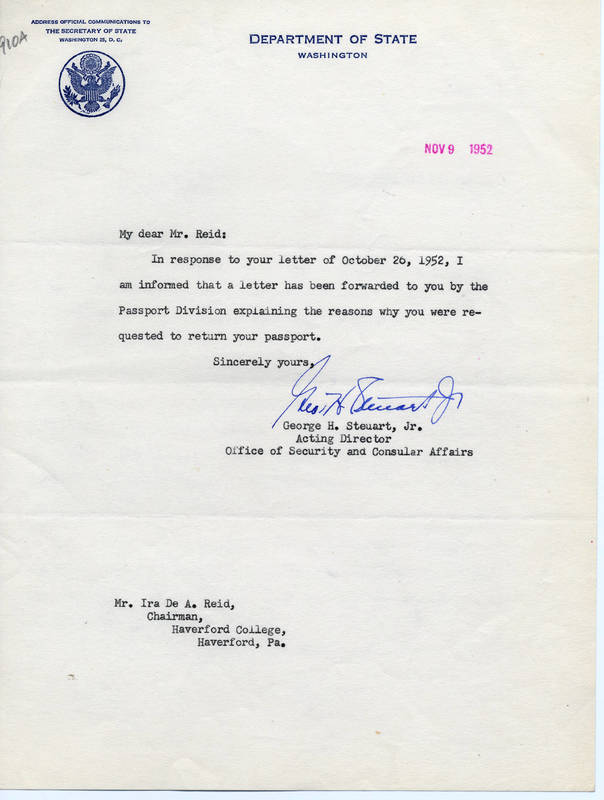 ADDRESS OFFICIAL COMMUNICATIONS TO
THE SECRETARY OF STATE
WASHINGTON 25, D. C.
910A
DEPARTMENT OF STATE
WASHINGTON
NOV 9 1952
My dear Mr. Reid:
In response to your letter of October 26, 1952, I
am informed that a letter has been forwarded to you by the
Passport Division explaining the reasons why you were re-
quested to return your passport.
Sincerely yours,
Geo. H. Steuart Jr
George H. Steuart, Jr.
Acting Director
Office of Security and Consular Affairs
Mr. Ira De A. Reid,
Chairman,
Haverford College,
Haverford, Pa.